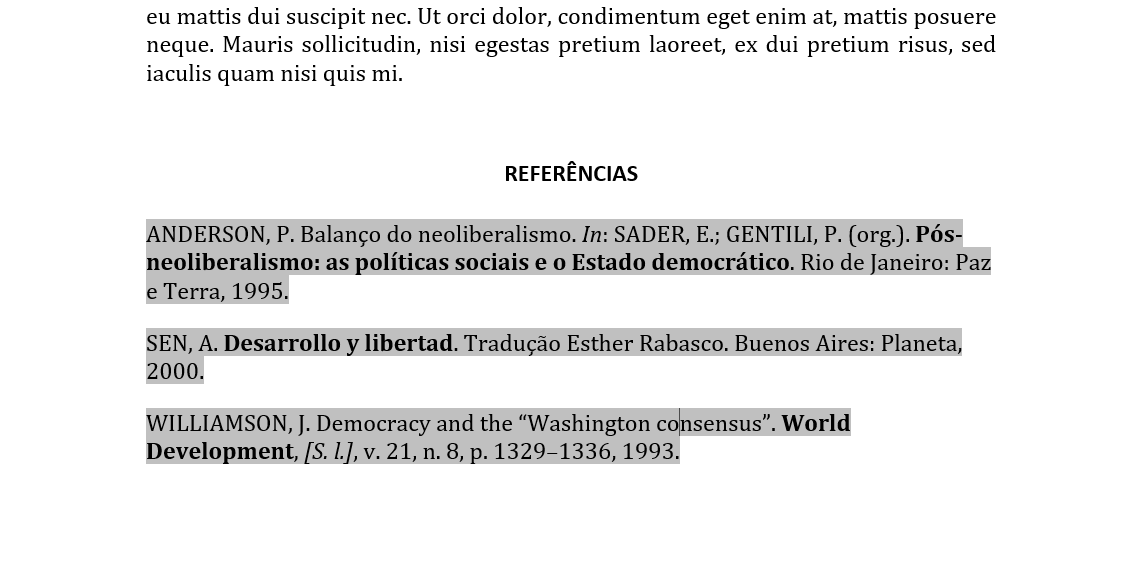 eu mattis dui suscipit nec. Ut orci dolor, condimentum eget enim at, mattis posuere
neque. Mauris sollicitudin, nisi egestas pretium laoreet, ex dui pretium risus, sed
iaculis quam nisi quis mi.
REFERÊNCIAS
ANDERSON, P. Balanço do neoliberalismo. In: SADER, E.; GENTILI, P. (org.). Pós-
neoliberalismo: as políticas sociais e o Estado democrático. Rio de Janeiro: Paz
e Terra, 1995.
SEN, A. Desarrollo y libertad. Tradução Esther Rabasco. Buenos Aires: Planeta,
2000.
WILLIAMSON, J. Democracy and the “Washington consensus”. World
Development, [S. l.], v. 21, n. 8, p. 1329–1336, 1993.